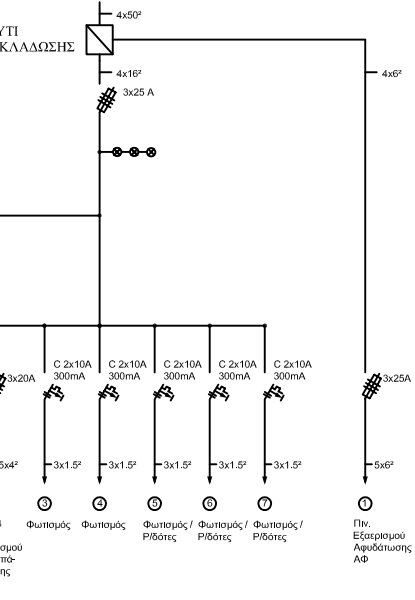 4x50²
ΚΛΑΔΩΣΗΣ
4x16²
4x6²
3x25 A
C 2x10A
300mA
C 2x10A
300mA
C 2x10A
300mA
C 2x10A
300mA
C 2x10A
300mA
3x20A
3x25A
5x4²
3x1.5²
3x1.5²
3x1.5²
3x1.5²
3x1.5²
5x6²
3
4
5
6
7
1
Φωτισμός
Φωτισμός
Φωτισμός /
Ρ/δότες
Φωτισμός /
Ρ/δότες
Φωτισμός /
Ρ/δότες
Πιν.
Εξαερισμού
Αφυδάτωσης
ΑΦ